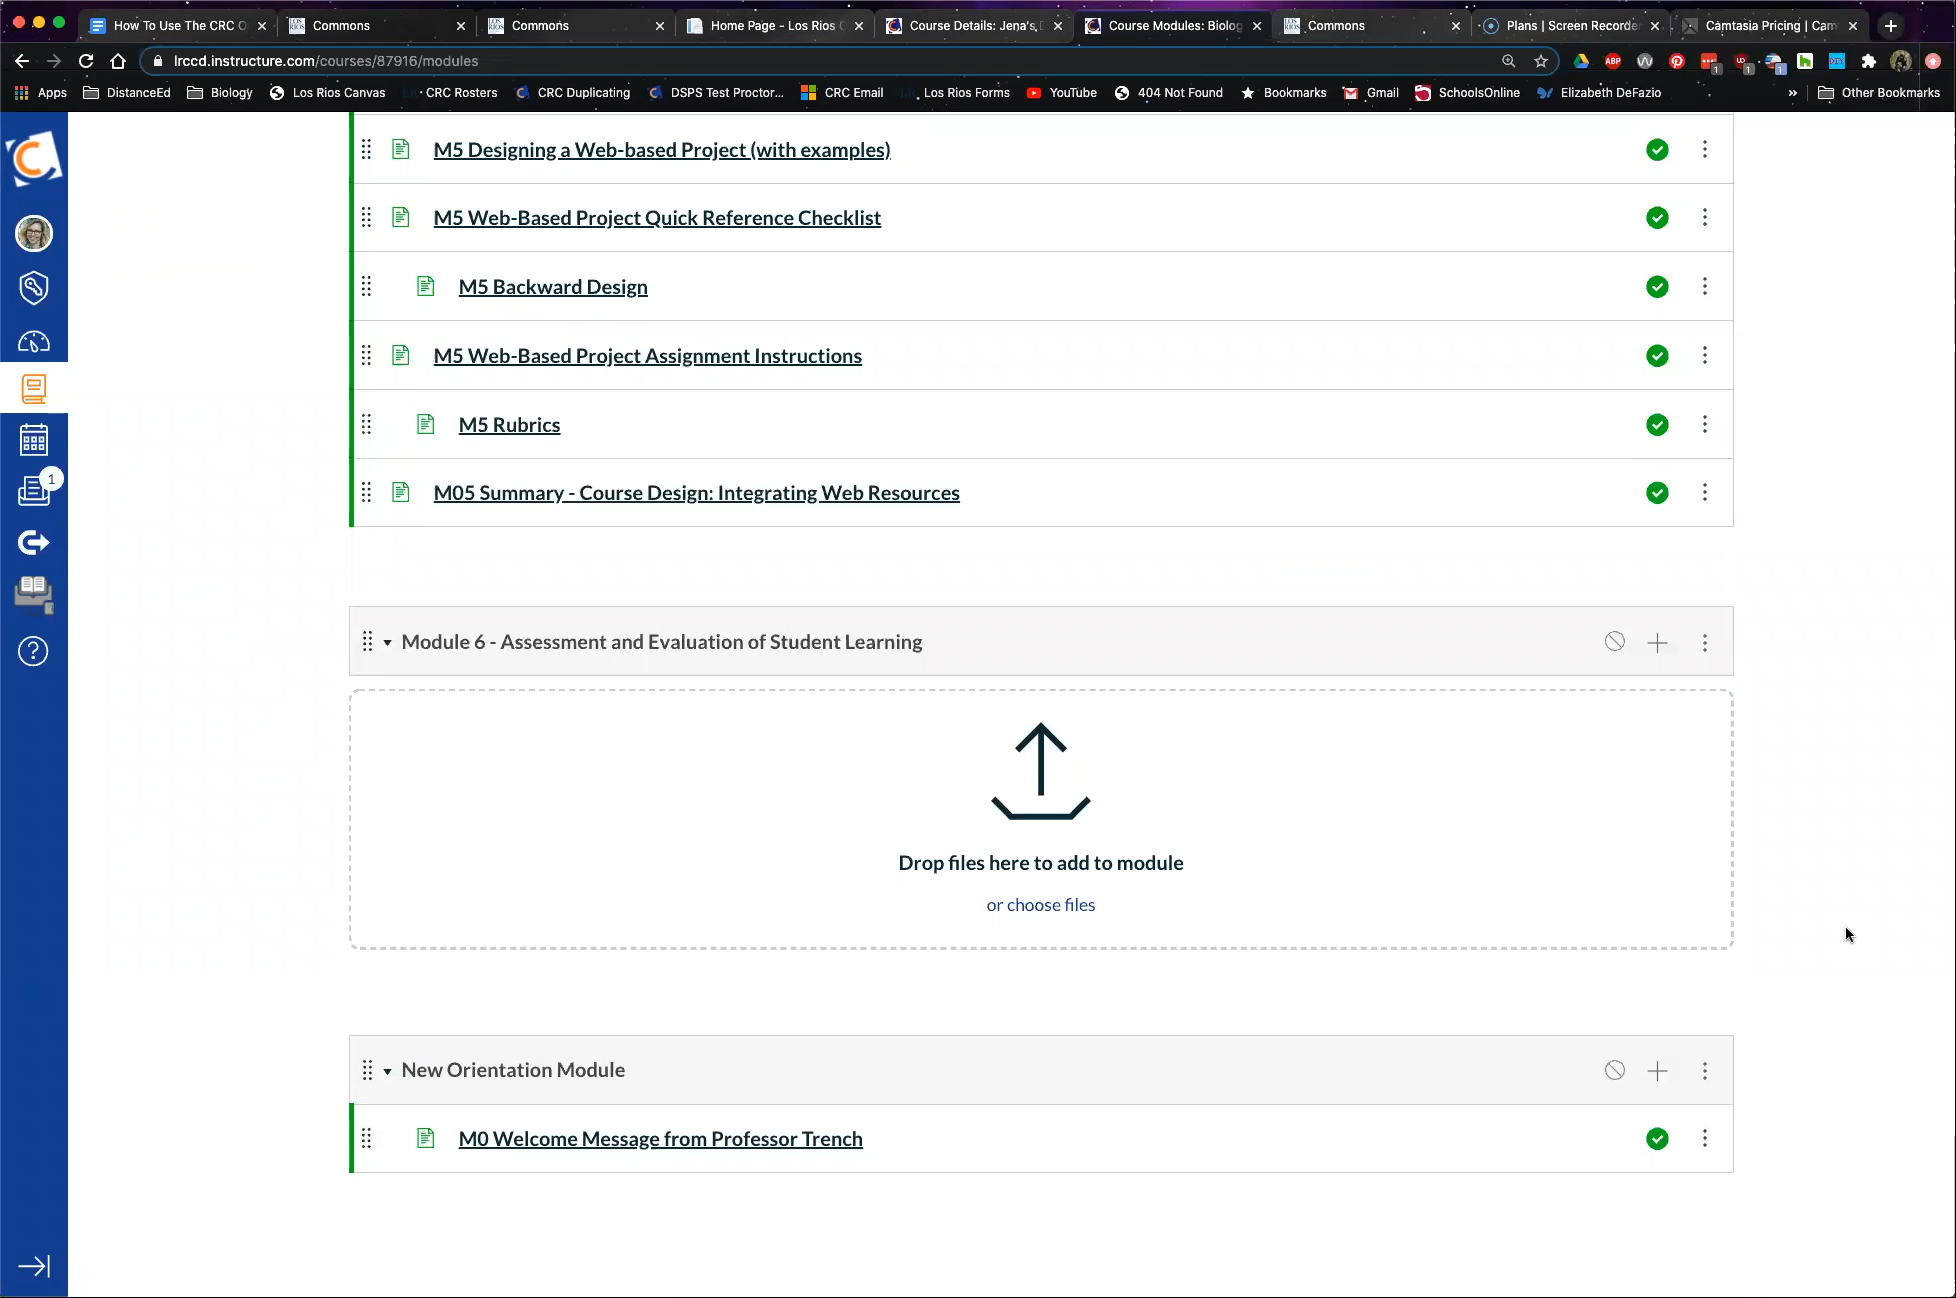 How To Use The CRC O
Commons
Commons
Home Page - Los Rios C
Course Details: Jena's
Course Modules: Biolog
Commons
Plans | Screen Recorde
Camtasia Pricing | Cam
lrccd.instructure.com/courses/87916/modules
ABP
1
1
1
Apps
DistanceEd
Biology
Los Rios Canvas
CRC Rosters
CRC Duplicating
DSPS Test Proctor...
CRC Email
Los Rios Forms
YouTube
404 Not Found
Bookmarks
Gmail
SchoolsOnline
Elizabeth DeFazio
»
Other Bookmarks
M5 Designing a Web-based Project (with examples)
M5 Web-Based Project Quick Reference Checklist
M5 Backward Design
M5 Web-Based Project Assignment Instructions
M5 Rubrics
1
M05 Summary - Course Design: Integrating Web Resources
Module 6 - Assessment and Evaluation of Student Learning
Drop files here to add to module
or choose files
New Orientation Module
M0 Welcome Message from Professor Trench